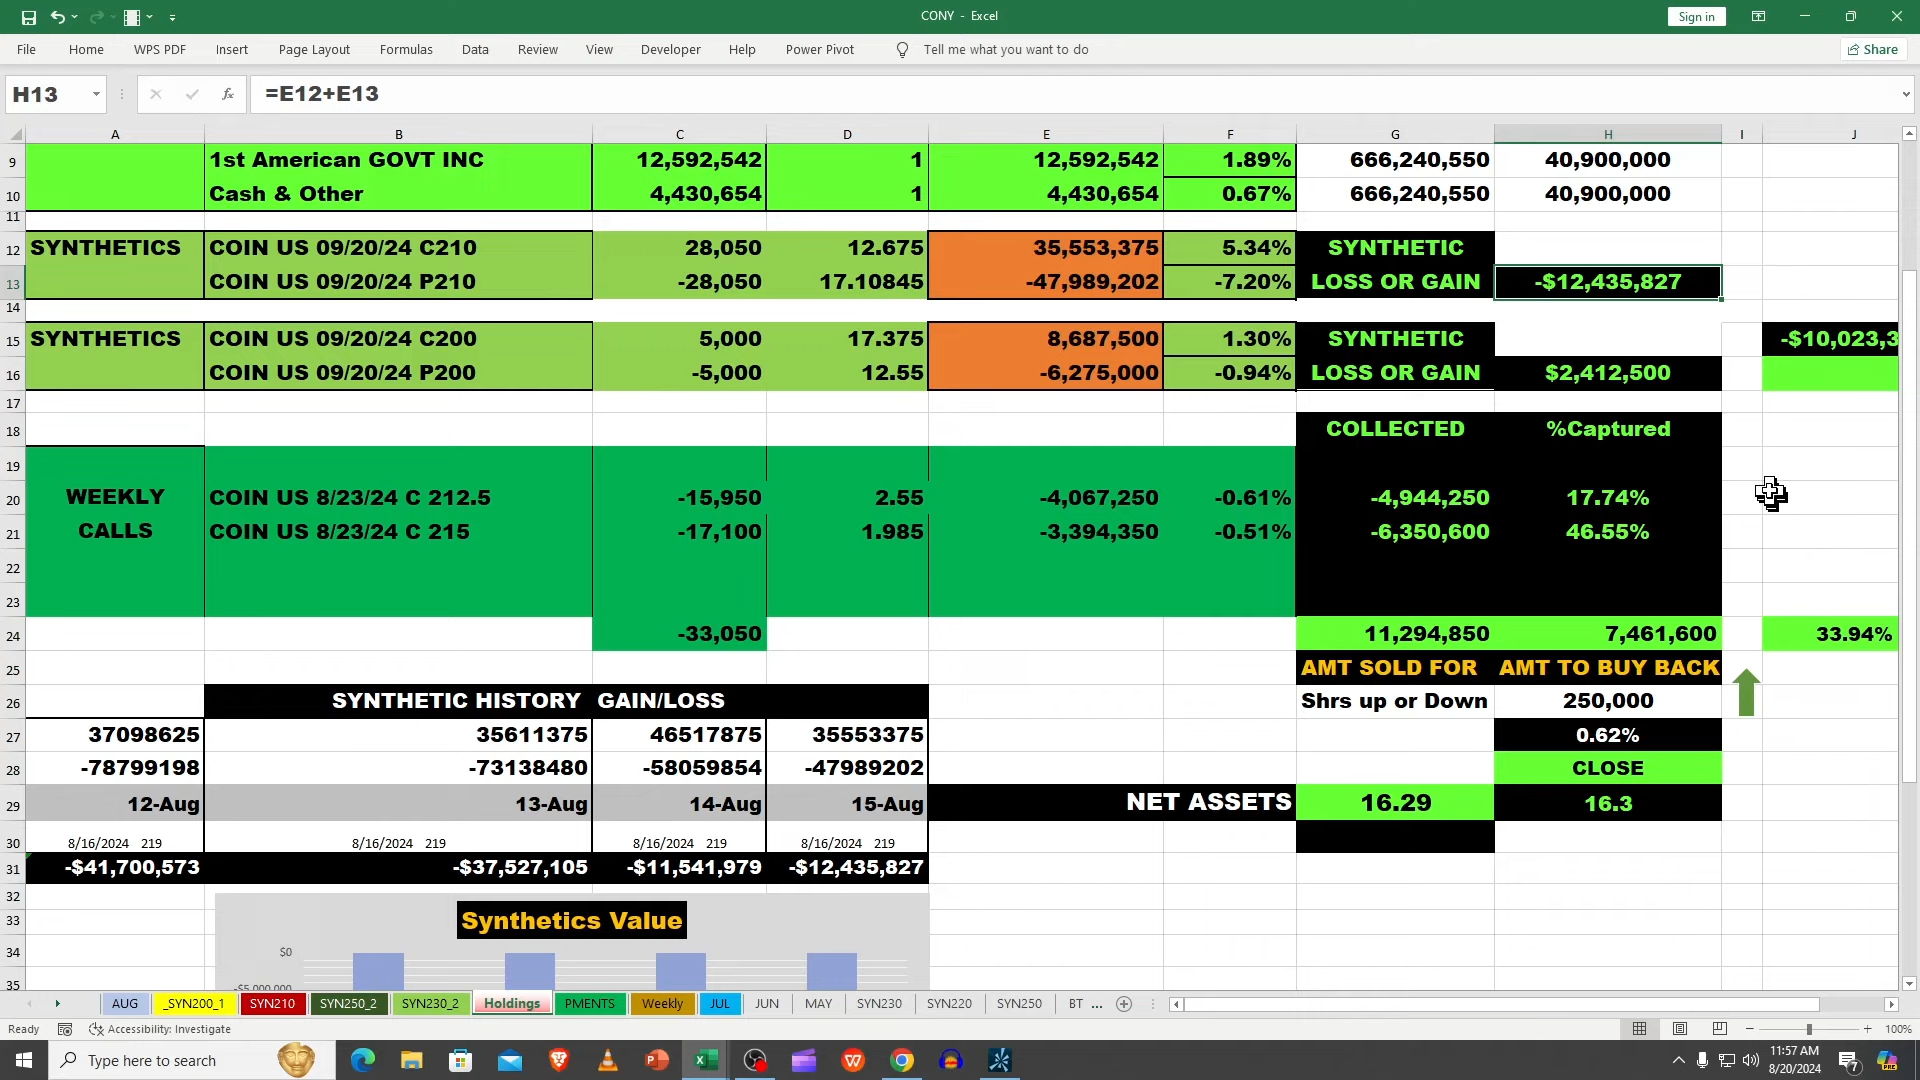 CONY - Excel
Sign in
File Home WPS PDF Insert Page Layout Formulas Data Review View Developer Help Power Pivot Tell me what you want to do Share
H13 fx =E12+E13
A B C D E F G H I J
9 1st American GOVT INC 12,592,542 1 12,592,542 1.89% 666,240,550 40,900,000
10 Cash & Other 4,430,654 1 4,430,654 0.67% 666,240,550 40,900,000
11
12 SYNTHETICS COIN US 09/20/24 C210 28,050 12.675 35,553,375 5.34% SYNTHETIC
13 COIN US 09/20/24 P210 -28,050 17.10845 -47,989,202 -7.20% LOSS OR GAIN -$12,435,827
14
15 SYNTHETICS COIN US 09/20/24 C200 5,000 17.375 8,687,500 1.30% SYNTHETIC -$10,023,3
16 COIN US 09/20/24 P200 -5,000 12.55 -6,275,000 -0.94% LOSS OR GAIN $2,412,500
17
18 COLLECTED %Captured
19
20 WEEKLY COIN US 8/23/24 C 212.5 -15,950 2.55 -4,067,250 -0.61% -4,944,250 17.74%
21 CALLS COIN US 8/23/24 C 215 -17,100 1.985 -3,394,350 -0.51% -6,350,600 46.55%
22
23
24 -33,050 11,294,850 7,461,600 33.94%
25 AMT SOLD FOR AMT TO BUY BACK
26 SYNTHETIC HISTORY GAIN/LOSS Shrs up or Down 250,000
27 37098625 35611375 46517875 35553375 0.62%
28 -78799198 -73138480 -58059854 -47989202 CLOSE
29 12-Aug 13-Aug 14-Aug 15-Aug NET ASSETS 16.29 16.3
30 8/16/2024 219 8/16/2024 219 8/16/2024 219 8/16/2024 219
31 -$41,700,573 -$37,527,105 -$11,541,979 -$12,435,827
32
33 Synthetics Value
34 $0
35 -$5,000,000
AUG _SYN200_1 SYN210 SYN250_2 SYN230_2 Holdings PMENTS Weekly JUL JUN MAY SYN230 SYN220 SYN250 BT ...
Ready Accessibility: Investigate 100%
Type here to search 11:57 AM
8/20/2024 7